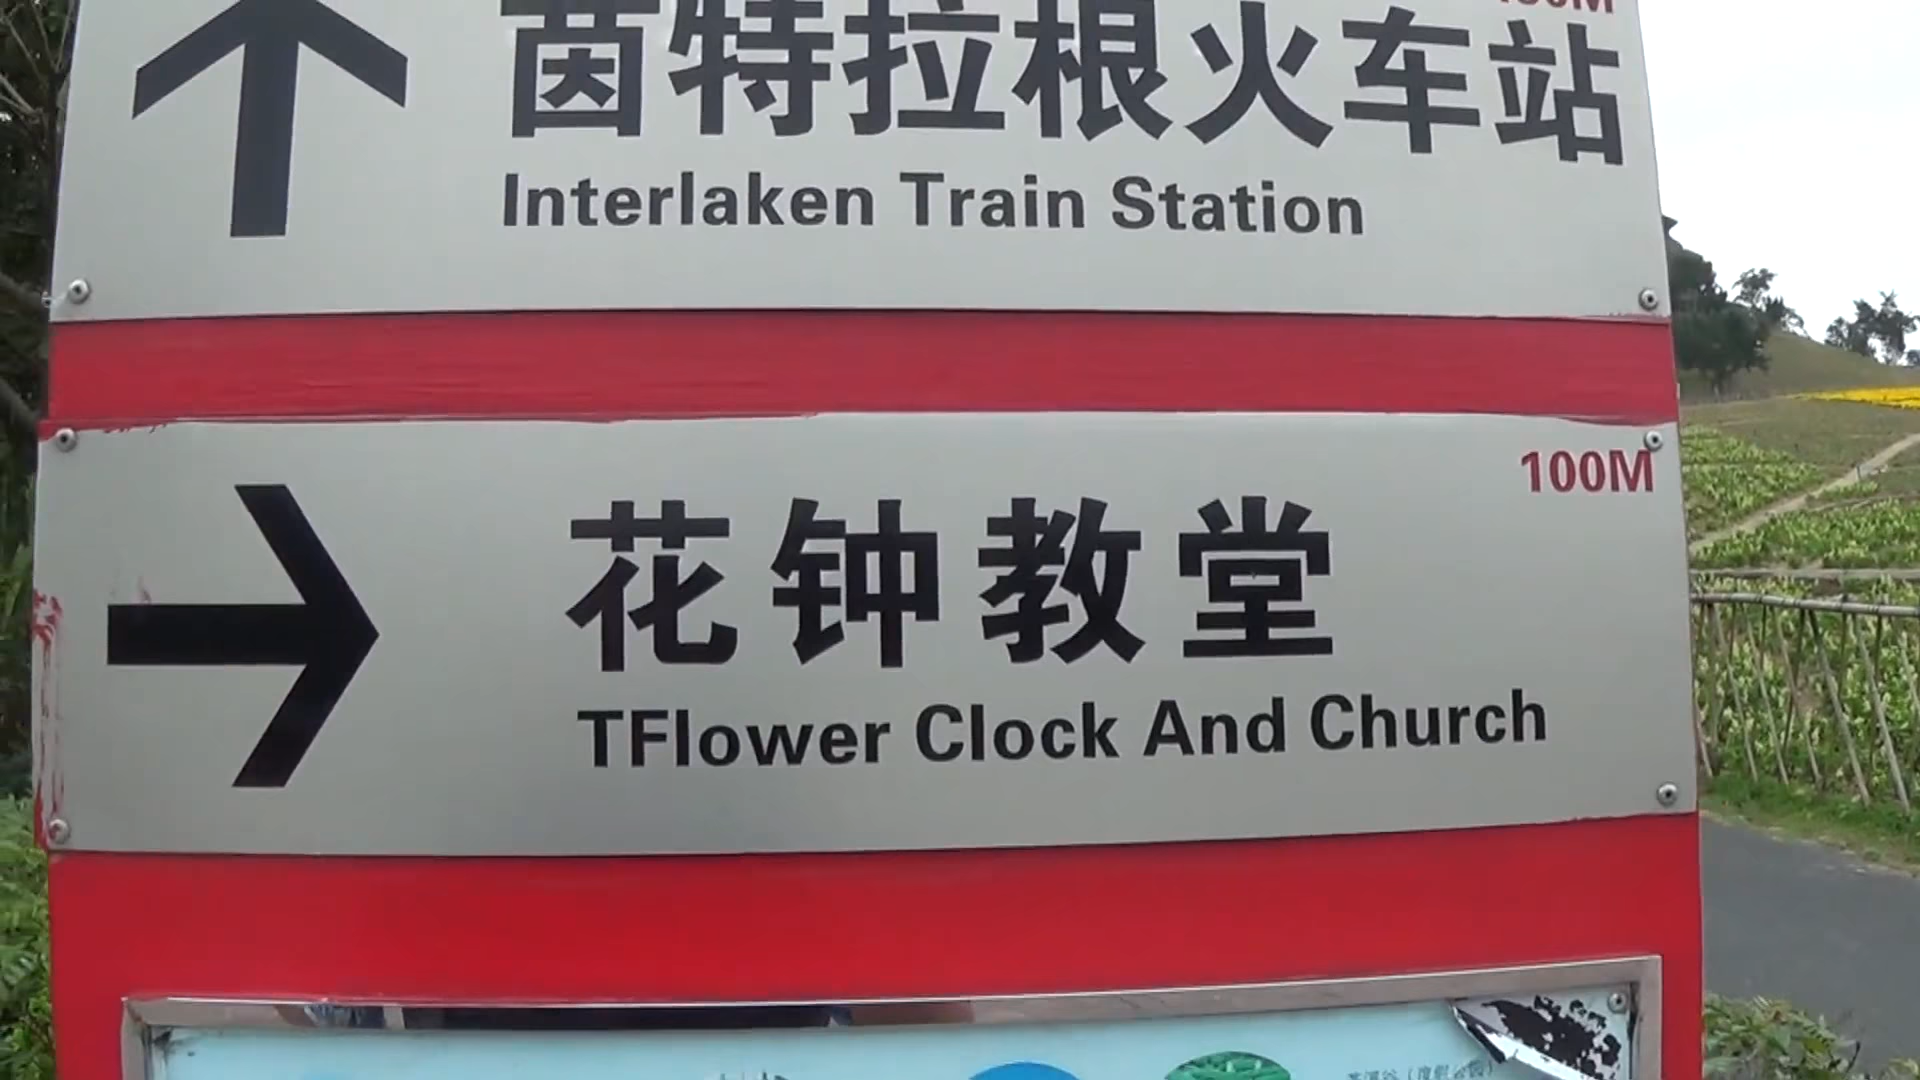 茵特拉根火车站
Interlaken Train Station
100M
花钟教堂
TFlower Clock And Church